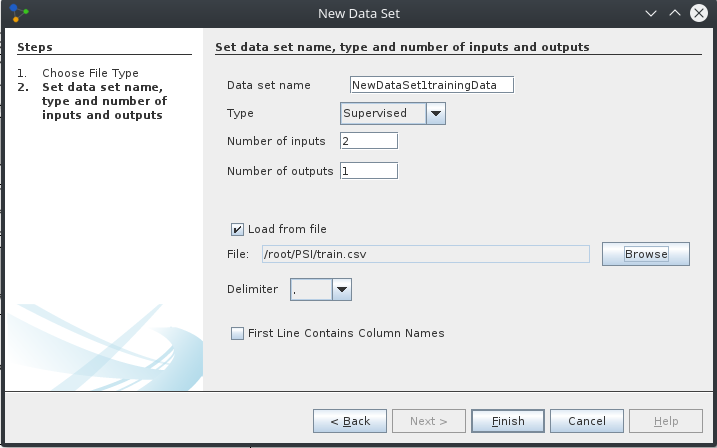 New Data Set
Steps
1. Choose File Type
2. Set data set name,
type and number of
inputs and outputs
Set data set name, type and number of inputs and outputs
Data set name NewDataSet1trainingData
Type Supervised
Number of inputs 2
Number of outputs 1
Load from file
File: /root/PSI/train.csv Browse
Delimiter ,
First Line Contains Column Names
< Back Next > Finish Cancel Help